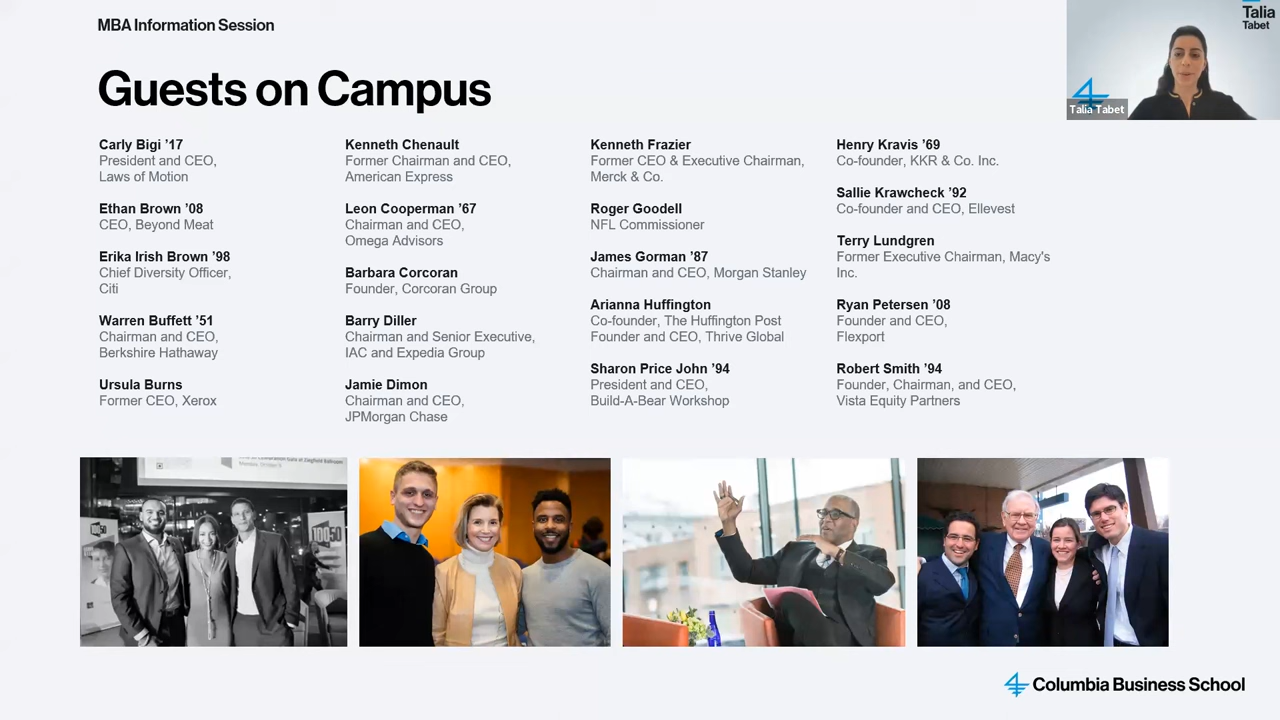 MBA Information Session
Talia
Tabet
Talia Tabet
Guests on Campus
Carly Bigi ’17
President and CEO,
Laws of Motion
Ethan Brown ’08
CEO, Beyond Meat
Erika Irish Brown ’98
Chief Diversity Officer,
Citi
Warren Buffett ’51
Chairman and CEO,
Berkshire Hathaway
Ursula Burns
Former CEO, Xerox
Kenneth Chenault
Former Chairman and CEO,
American Express
Leon Cooperman ’67
Chairman and CEO,
Omega Advisors
Barbara Corcoran
Founder, Corcoran Group
Barry Diller
Chairman and Senior Executive,
IAC and Expedia Group
Jamie Dimon
Chairman and CEO,
JPMorgan Chase
Kenneth Frazier
Former CEO & Executive Chairman,
Merck & Co.
Roger Goodell
NFL Commissioner
James Gorman ’87
Chairman and CEO, Morgan Stanley
Arianna Huffington
Co-founder, The Huffington Post
Founder and CEO, Thrive Global
Sharon Price John ’94
President and CEO,
Build-A-Bear Workshop
Henry Kravis ’69
Co-founder, KKR & Co. Inc.
Sallie Krawcheck ’92
Co-founder and CEO, Ellevest
Terry Lundgren
Former Executive Chairman, Macy's
Inc.
Ryan Petersen ’08
Founder and CEO,
Flexport
Robert Smith ’94
Founder, Chairman, and CEO,
Vista Equity Partners
Columbia Business School